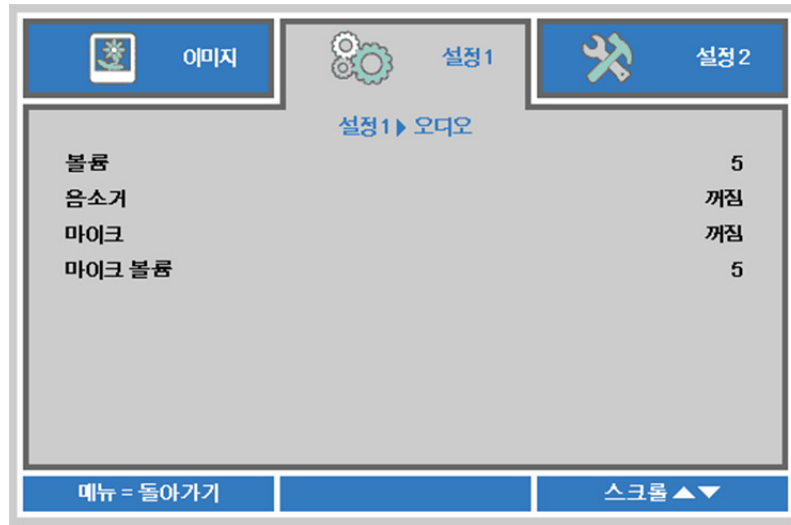 이미지
설정 1
설정 2
설정 1 ▶ 오디오
볼륨 5
음소거 꺼짐
마이크 꺼짐
마이크 볼륨 5
메뉴 = 돌아가기
스크롤 ▲▼